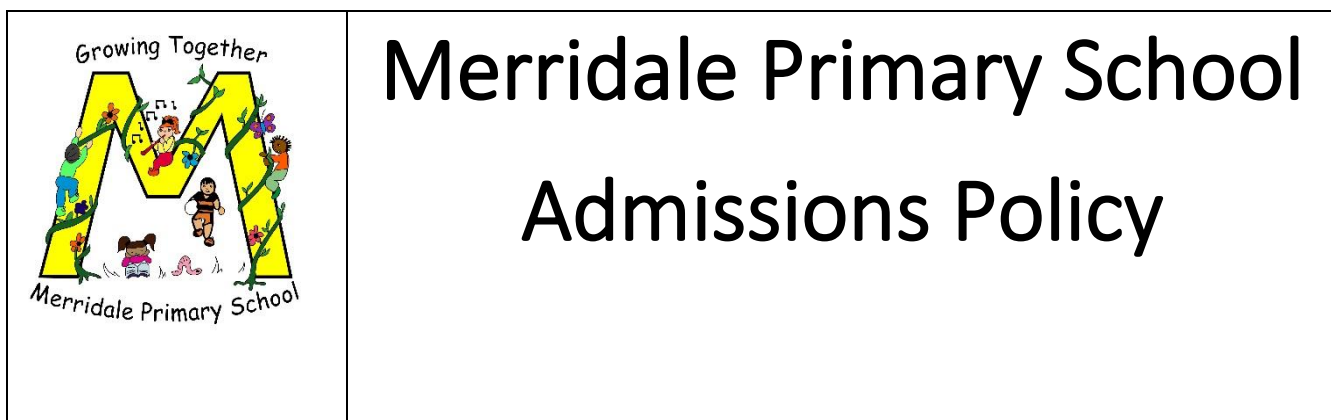 Growing Together
Merridale Primary School
Merridale Primary School
Admissions Policy